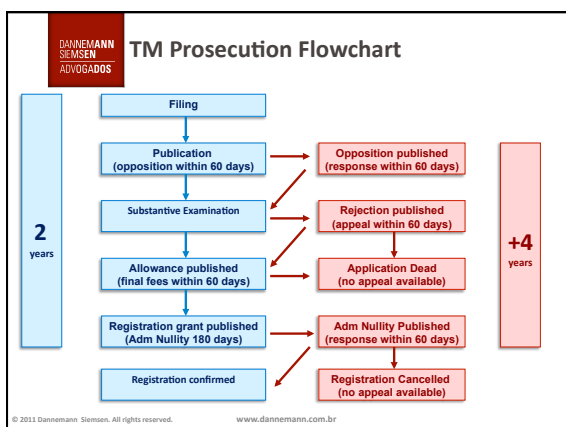 DANNEMANN
SIEMSEN
ADVOGADOS
TM Prosecution Flowchart
Filing
Publication
(opposition within 60 days)
Opposition published
(response within 60 days)
Substantive Examination
Rejection published
(appeal within 60 days)
2
years
+4
years
Allowance published
(final fees within 60 days)
Application Dead
(no appeal available)
Registration grant published
(Adm Nullity 180 days)
Adm Nullity Published
(response within 60 days)
Registration confirmed
Registration Cancelled
(no appeal available)
© 2011 Dannemann Siemsen. All rights reserved.
www.dannemann.com.br